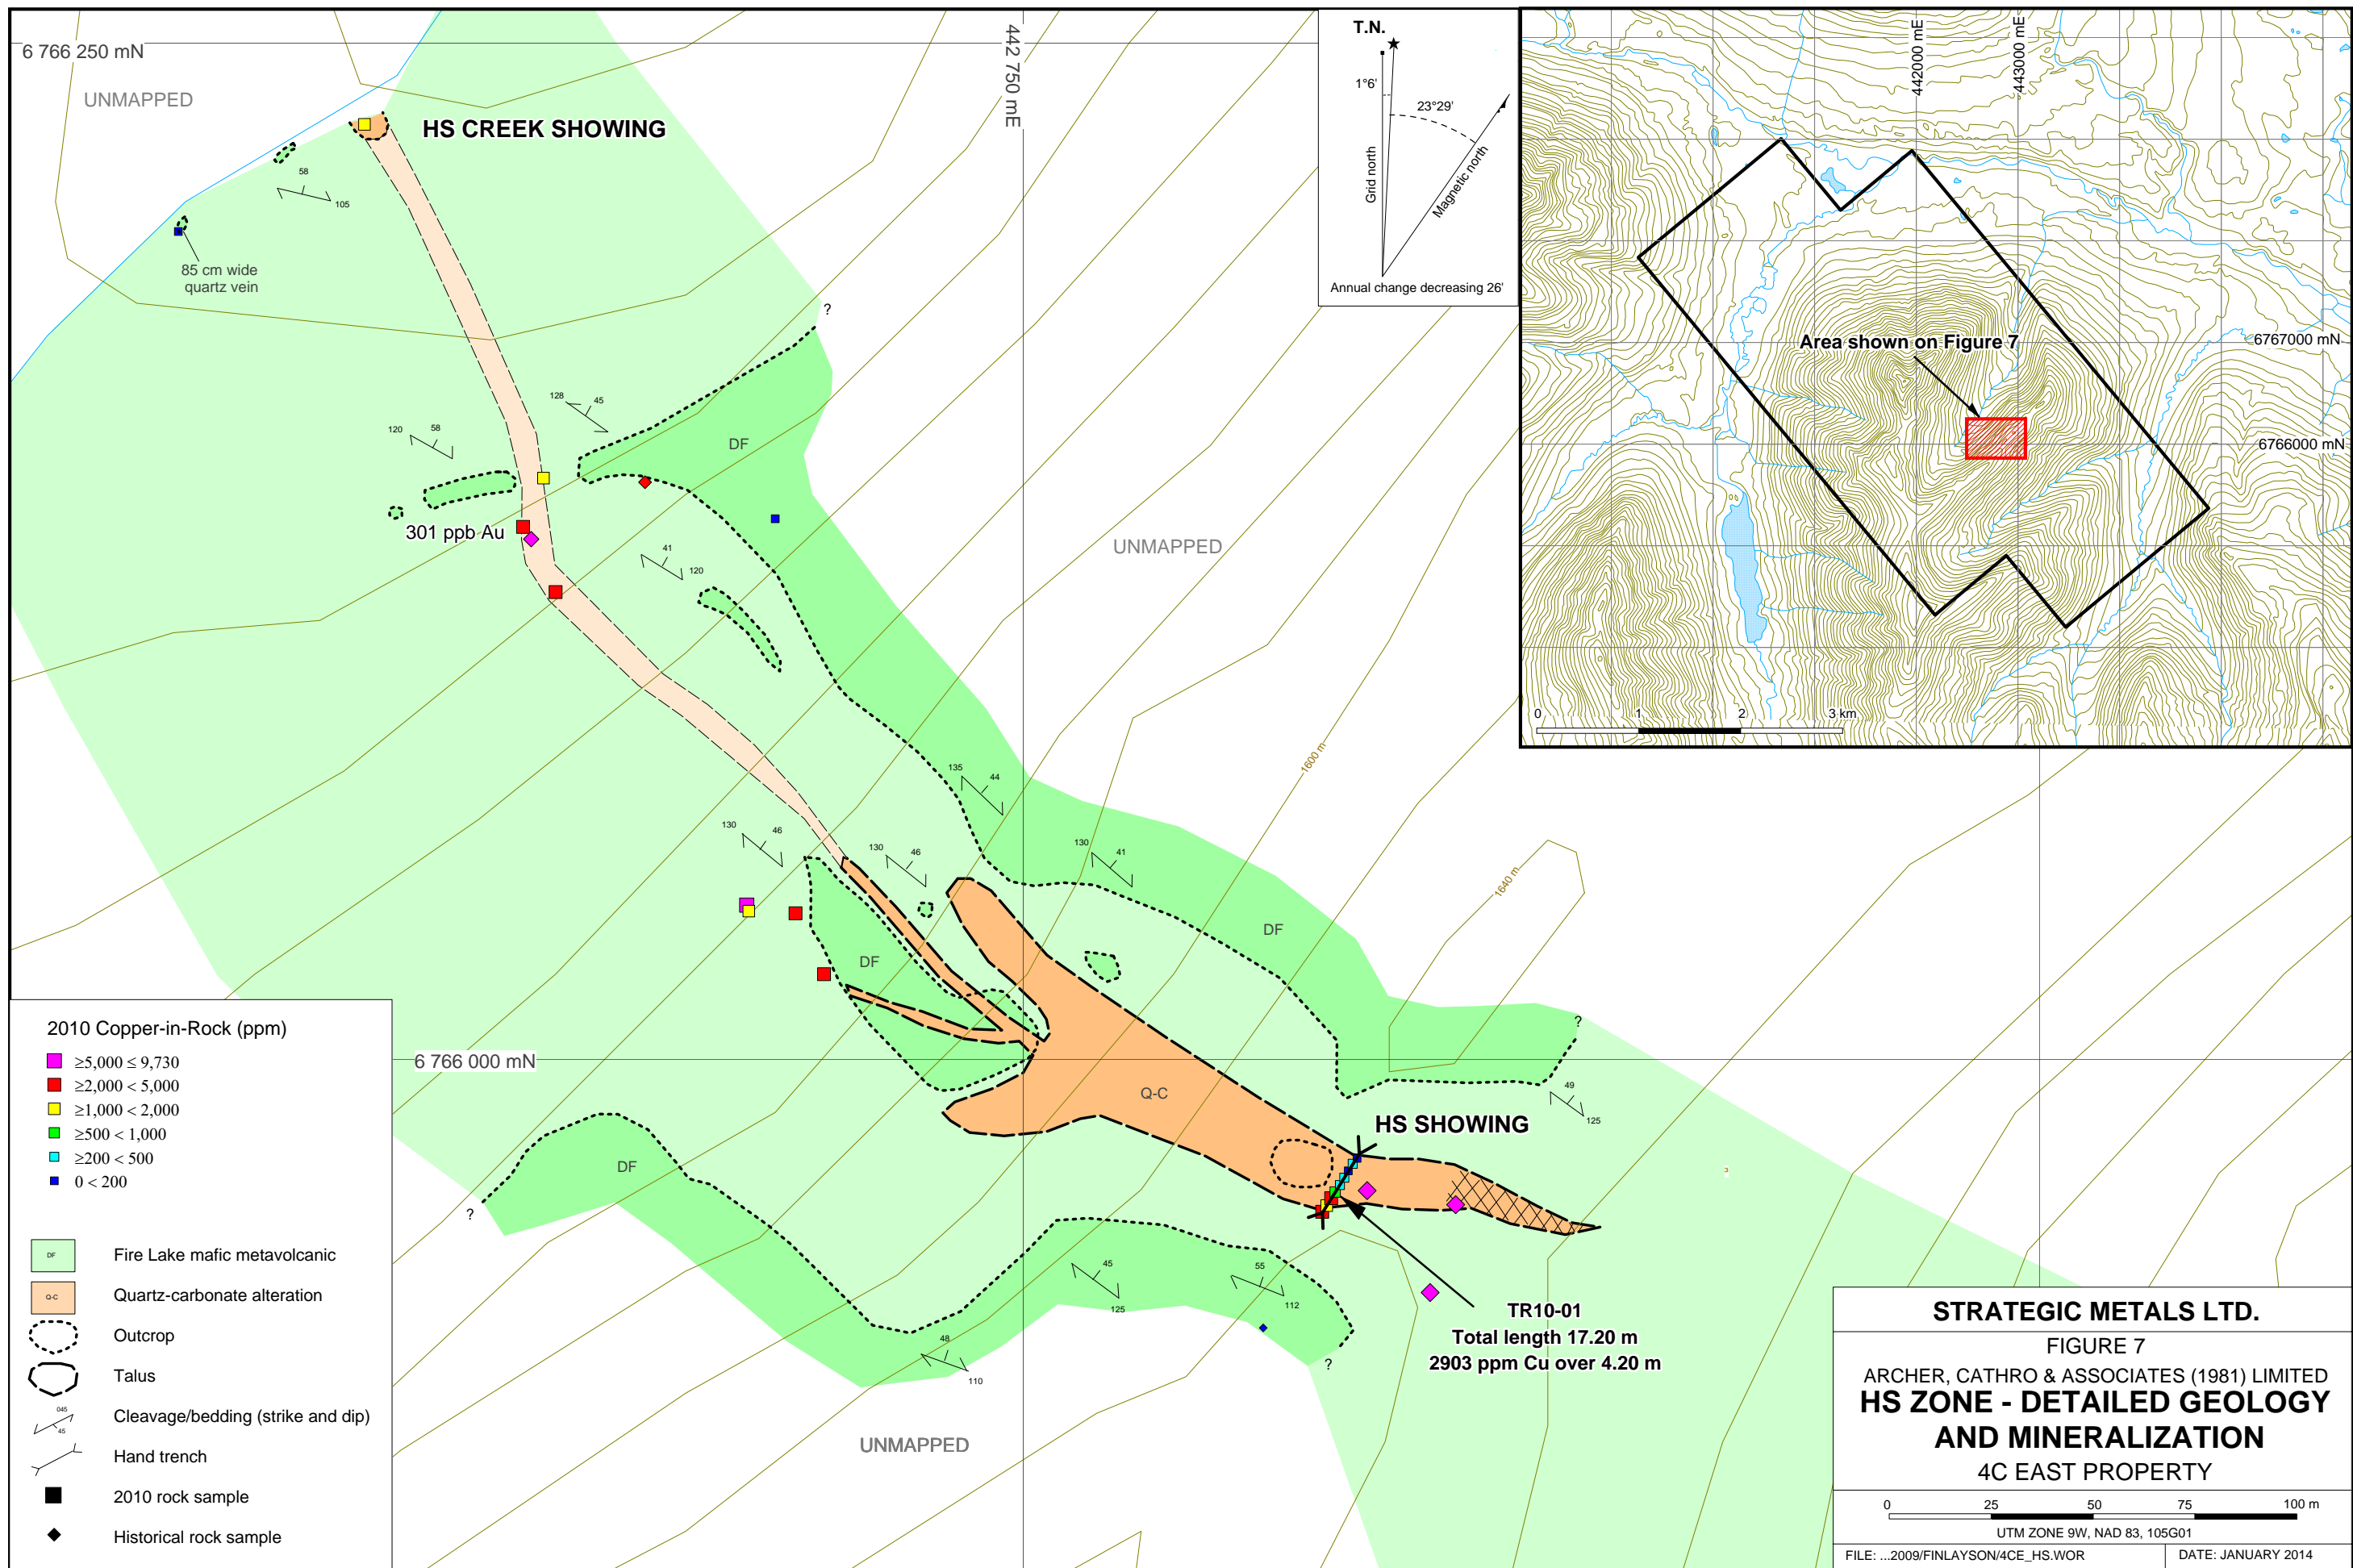 6 766 250 mN
UNMAPPED
HS CREEK SHOWING
442 750 mE
58
105
85 cm wide
quartz vein
?
128
45
120
58
DF
301 ppb Au
41
120
UNMAPPED
135
44
1600 m
130
46
130
46
130
41
1640 m
DF
DF
?
6 766 000 mN
Q-C
49
125
HS SHOWING
DF
?
3
45
125
55
112
48
110
?
TR10-01
Total length 17.20 m
2903 ppm Cu over 4.20 m
UNMAPPED
T.N.
1°6'
23°29'
Grid north
Magnetic north
Annual change decreasing 26'
442000 mE
443000 mE
Area shown on Figure 7
6767000 mN
6766000 mN
0 1 2 3 km
2010 Copper-in-Rock (ppm)
≥5,000 ≤ 9,730
≥2,000 < 5,000
≥1,000 < 2,000
≥500 < 1,000
≥200 < 500
0 < 200
DF Fire Lake mafic metavolcanic
Q-C Quartz-carbonate alteration
Outcrop
Talus
045
45
Cleavage/bedding (strike and dip)
Hand trench
2010 rock sample
Historical rock sample
STRATEGIC METALS LTD.
FIGURE 7
ARCHER, CATHRO & ASSOCIATES (1981) LIMITED
HS ZONE - DETAILED GEOLOGY
AND MINERALIZATION
4C EAST PROPERTY
0 25 50 75 100 m
UTM ZONE 9W, NAD 83, 105G01
FILE: ...2009/FINLAYSON/4CE_HS.WOR
DATE: JANUARY 2014